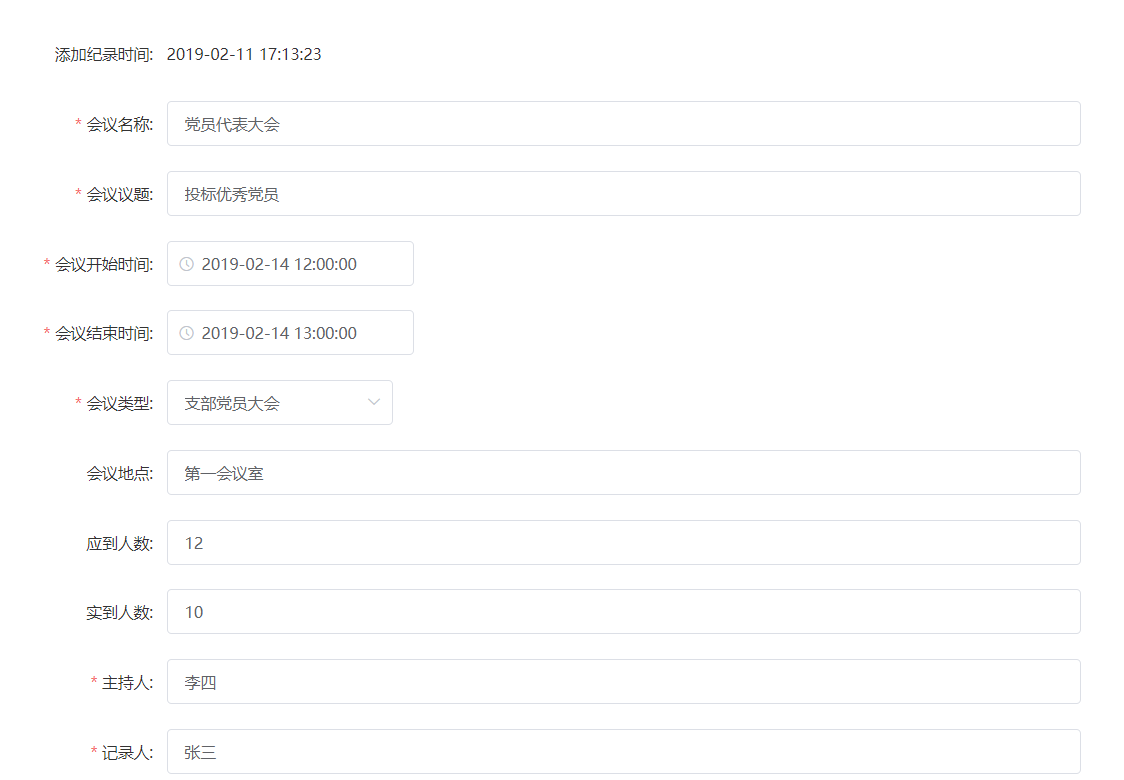 添加纪录时间: 2019-02-11 17:13:23
* 会议名称: 党员代表大会
* 会议议题: 投标优秀党员
* 会议开始时间: 2019-02-14 12:00:00
* 会议结束时间: 2019-02-14 13:00:00
* 会议类型: 支部党员大会
会议地点: 第一会议室
应到人数: 12
实到人数: 10
* 主持人: 李四
* 记录人: 张三